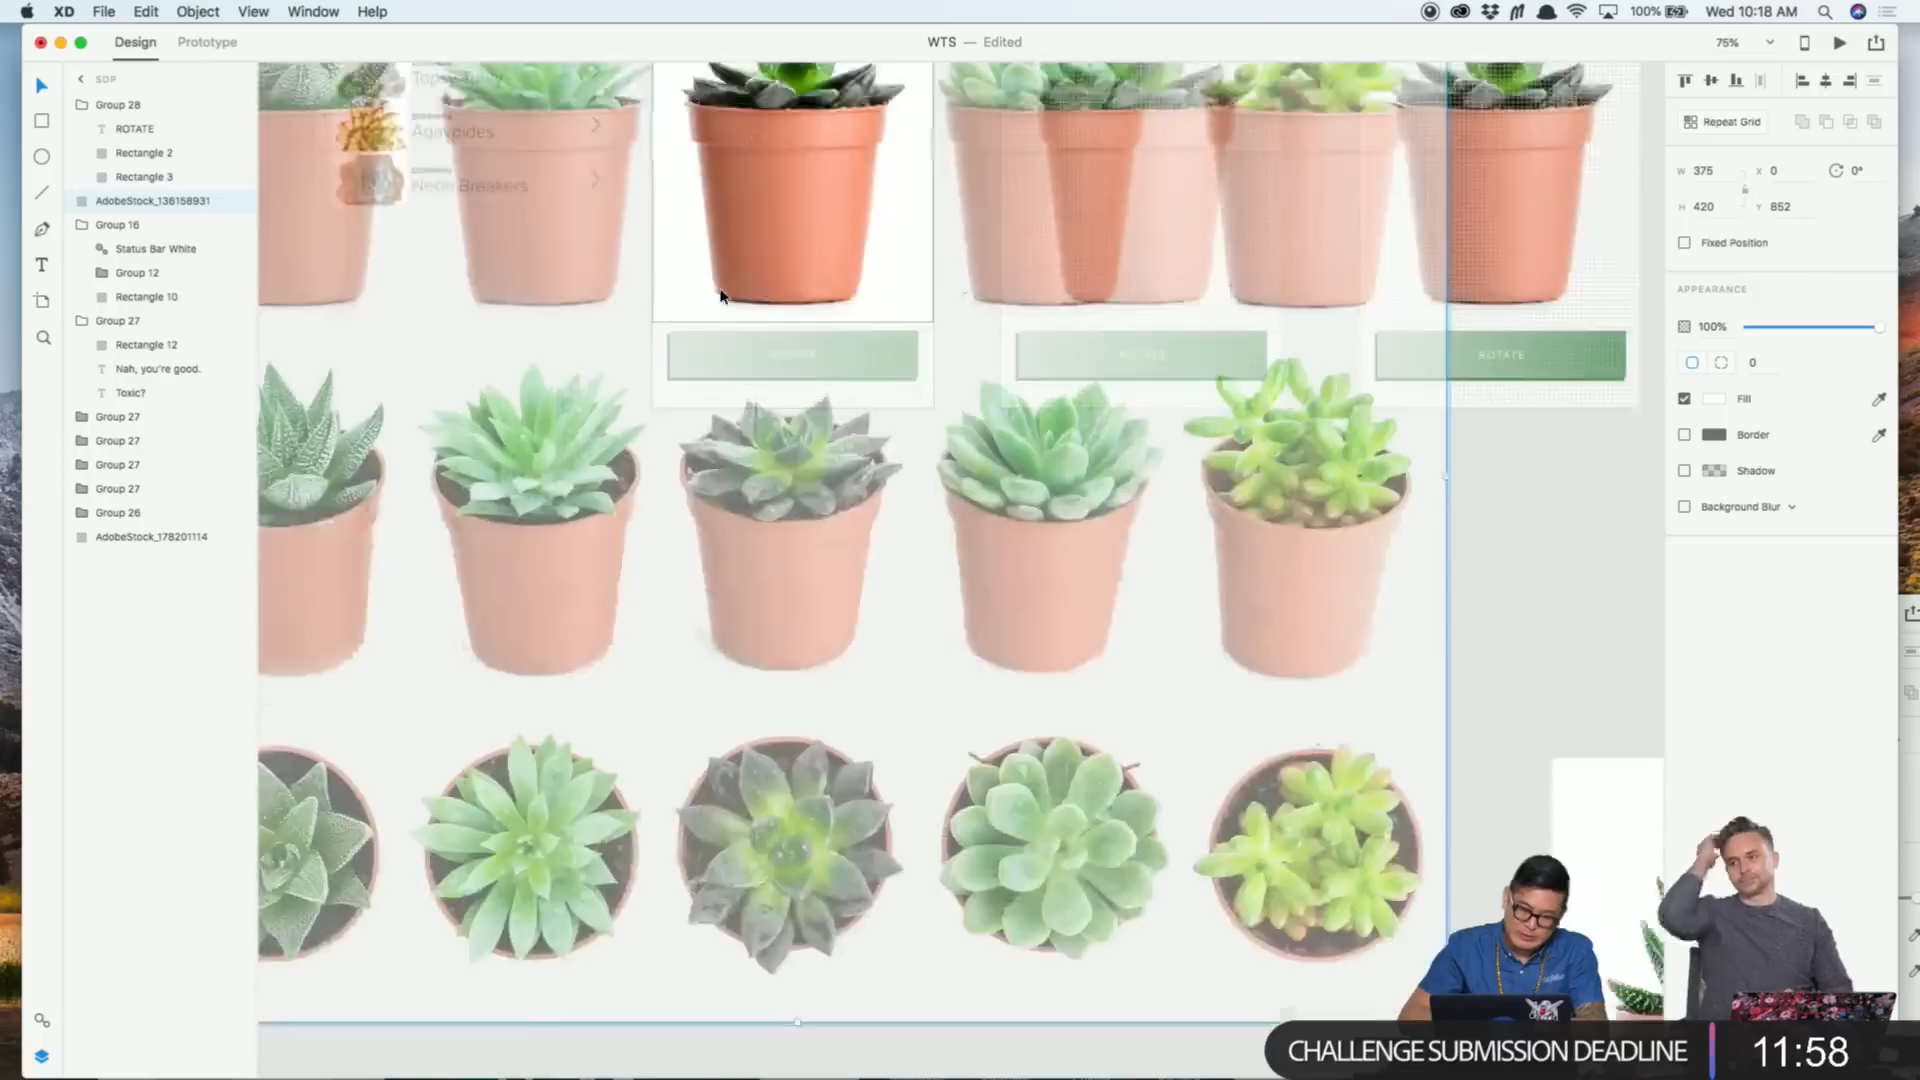 XD File Edit Object View Window Help
100% Wed 10:18 AM
Design Prototype
WTS — Edited
75%
SDP
Group 28
ROTATE
Rectangle 2
Rectangle 3
AdobeStock_136158931
Group 16
Status Bar White
Group 12
Rectangle 10
Group 27
Rectangle 12
Nah, you're good.
Toxic?
Group 27
Group 27
Group 27
Group 27
Group 26
AdobeStock_178201114
Agavoides
Neon Breakers
ROTATE
Repeat Grid
W 375 X 0 0°
H 420 Y 852
Fixed Position
APPEARANCE
100%
0
Fill
Border
Shadow
Background Blur
CHALLENGE SUBMISSION DEADLINE 11:58